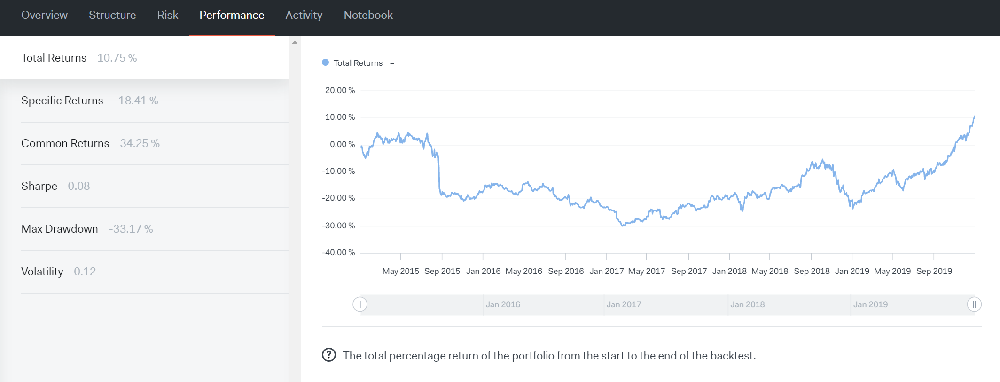 Overview Structure Risk Performance Activity Notebook
Total Returns 10.75 %
Specific Returns -18.41 %
Common Returns 34.25 %
Sharpe 0.08
Max Drawdown -33.17 %
Volatility 0.12
Total Returns –
20.00 %
10.00 %
0.00 %
-10.00 %
-20.00 %
-30.00 %
-40.00 %
May 2015 Sep 2015 Jan 2016 May 2016 Sep 2016 Jan 2017 May 2017 Sep 2017 Jan 2018 May 2018 Sep 2018 Jan 2019 May 2019 Sep 2019
Jan 2016 Jan 2017 Jan 2018 Jan 2019
? The total percentage return of the portfolio from the start to the end of the backtest.